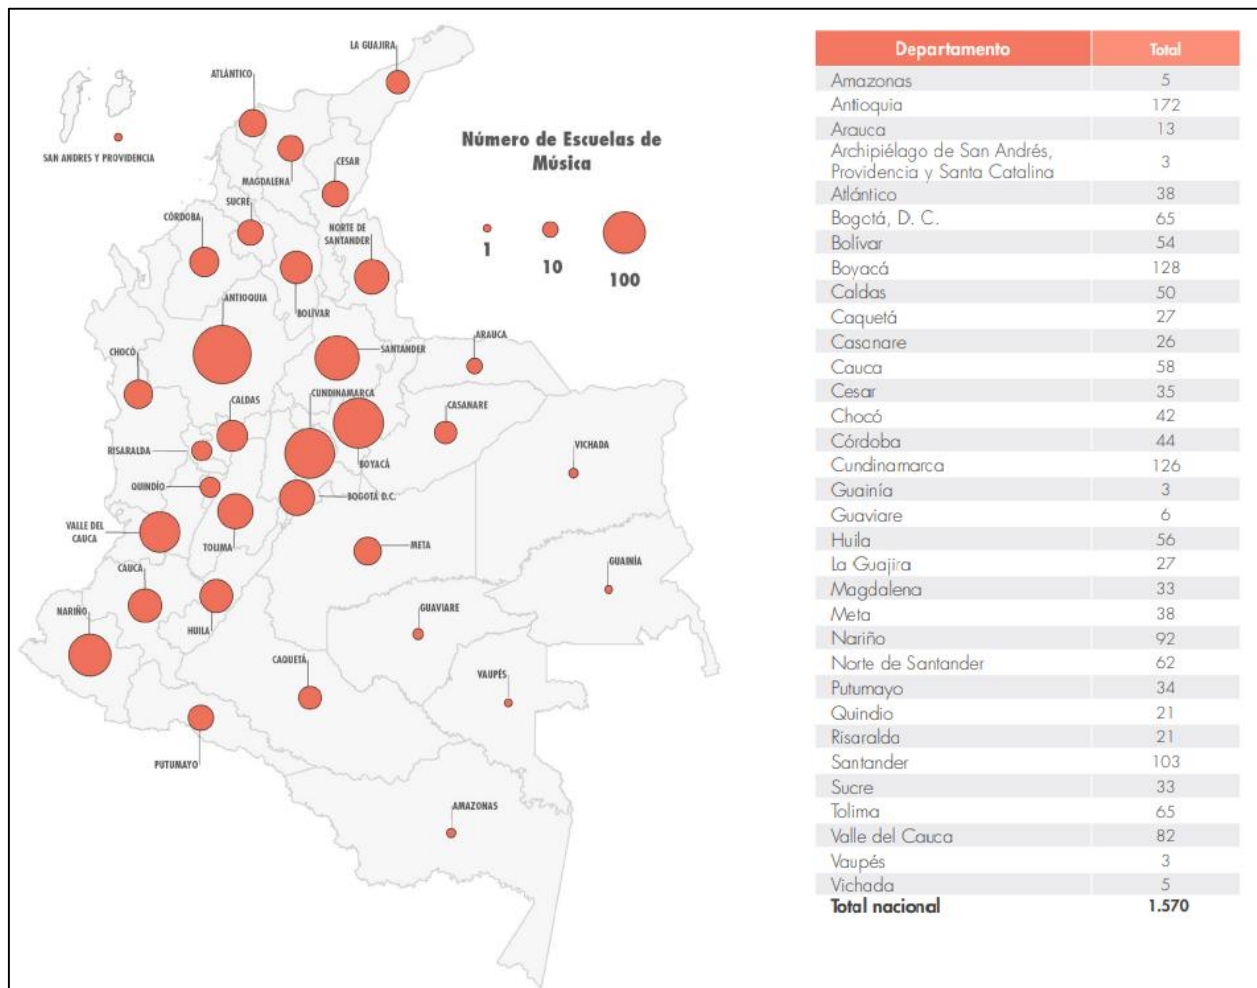 LA GUAJIRA
ATLÁNTICO
SAN ANDRES Y PROVIDENCIA
MAGDALENA
CESAR
SUCRE
CÓRDOBA
NORTE DE
SANTANDER
ANTIOQUIA
BOLÍVAR
CHOCÓ
SANTANDER
ARAUCA
CUNDINAMARCA
CALDAS
CASANARE
RISARALDA
BOYACÁ
VICHADA
QUINDÍO
BOGOTÁ D.C.
VALLE DEL
CAUCA
TOLIMA
META
CAUCA
GUAINÍA
NARIÑO
HUILA
GUAVIARE
CAQUETÁ
VAUPÉS
PUTUMAYO
AMAZONAS
Número de Escuelas de
Música
1 10 100
Departamento Total
Amazonas 5
Antioquia 172
Arauca 13
Archipiélago de San Andrés,
Providencia y Santa Catalina 3
Atlántico 38
Bogotá, D. C. 65
Bolívar 54
Boyacá 128
Caldas 50
Caquetá 27
Casanare 26
Cauca 58
Cesar 35
Chocó 42
Córdoba 44
Cundinamarca 126
Guainía 3
Guaviare 6
Huila 56
La Guajira 27
Magdalena 33
Meta 38
Nariño 92
Norte de Santander 62
Putumayo 34
Quindio 21
Risaralda 21
Santander 103
Sucre 33
Tolima 65
Valle del Cauca 82
Vaupés 3
Vichada 5
Total nacional 1.570